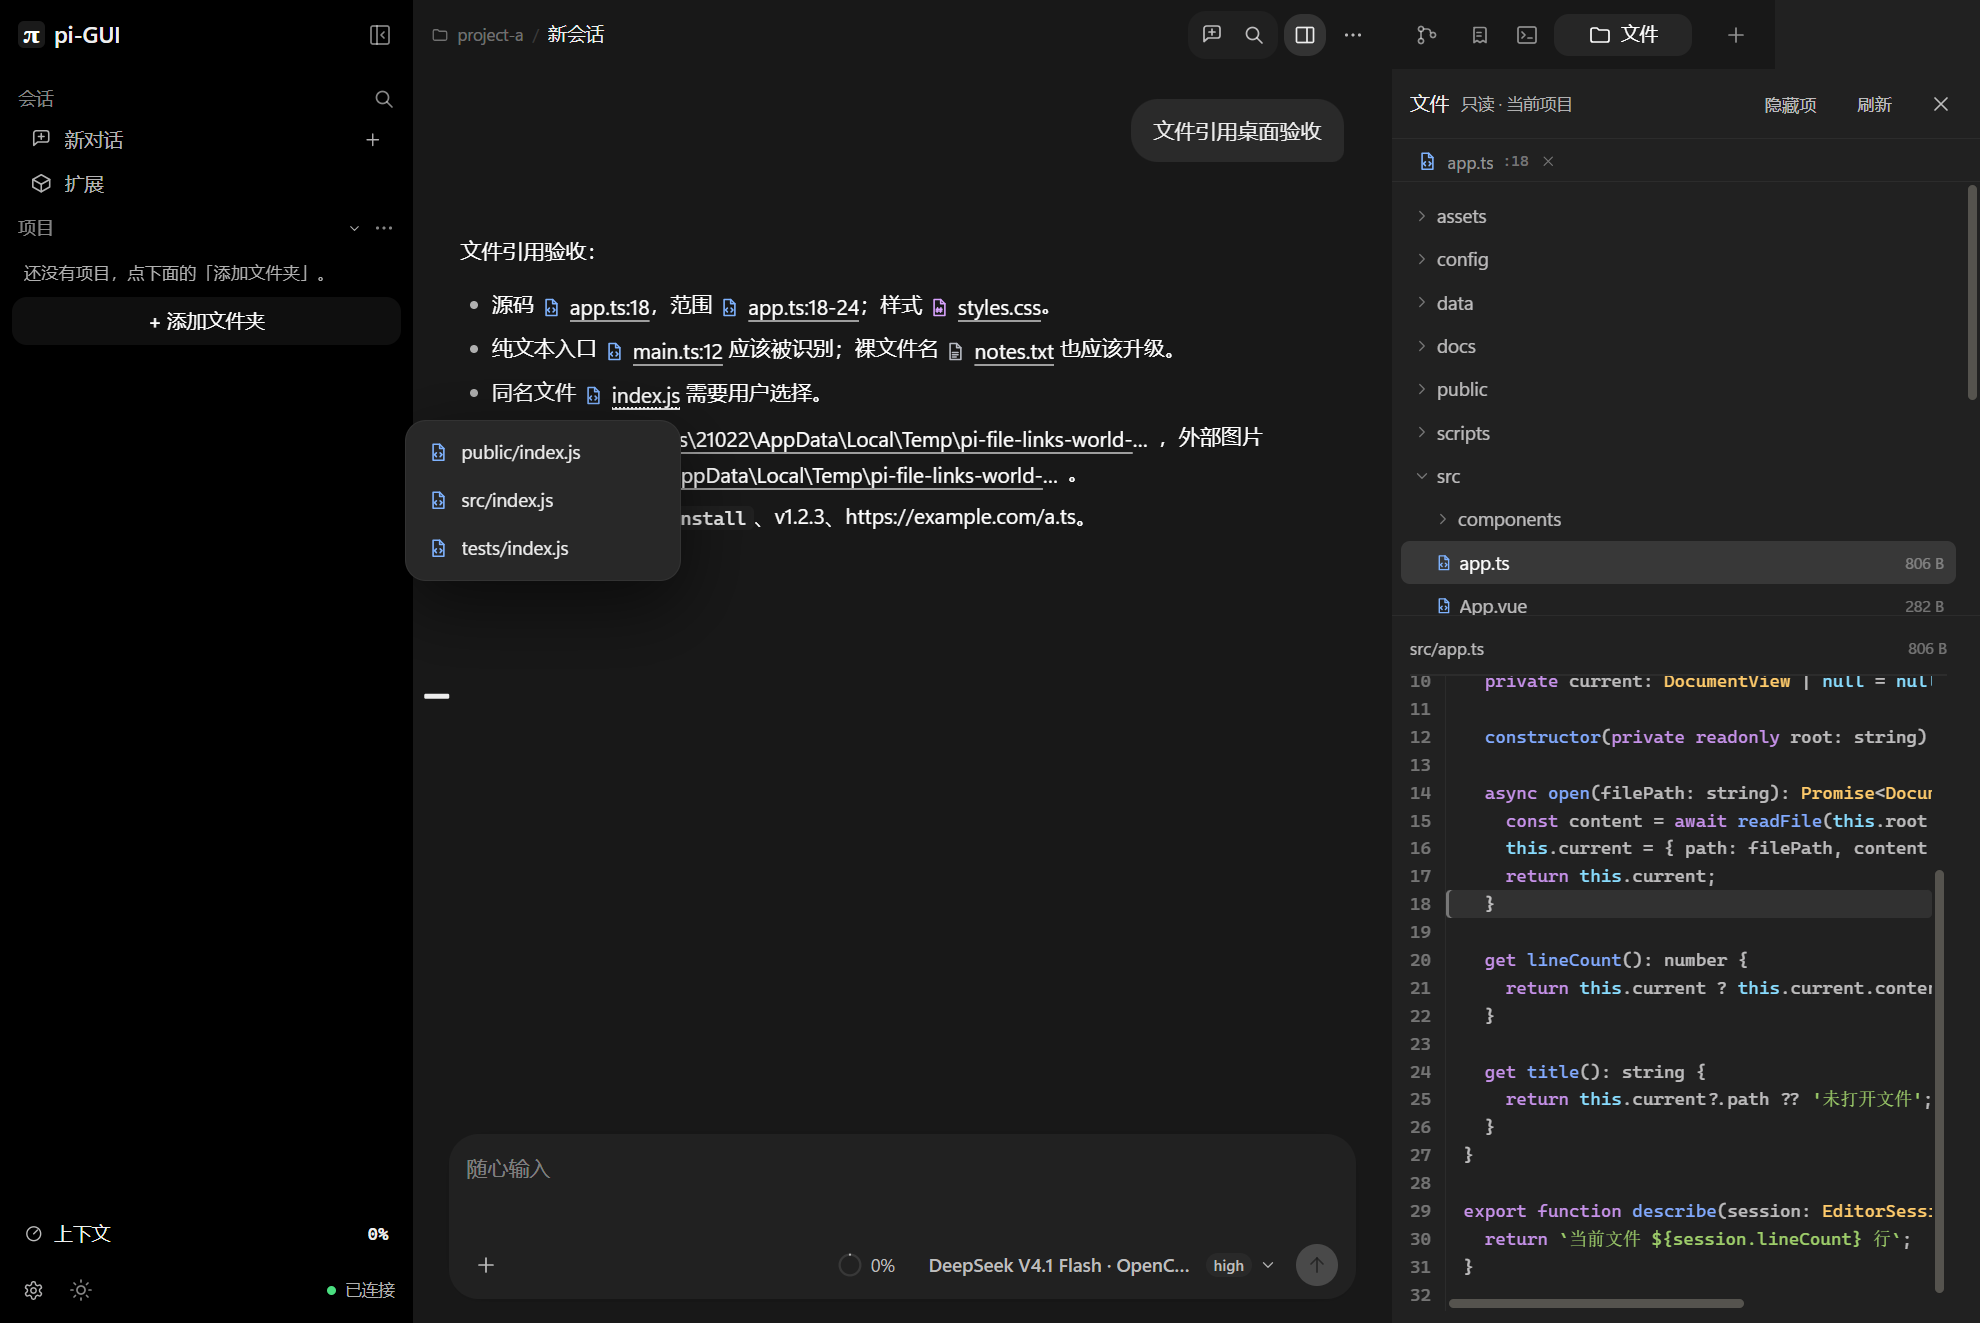 π pi-GUI
会话
新对话
扩展
项目
还没有项目，点下面的「添加文件夹」。
+ 添加文件夹
上下文 0%
已连接
project-a / 新会话
文件引用桌面验收
文件引用验收：
源码 app.ts:18，范围 app.ts:18-24；样式 styles.css。
纯文本入口 main.ts:12 应该被识别；裸文件名 notes.txt 也应该升级。
同名文件 index.js 需要用户选择。
s\21022\AppData\Local\Temp\pi-file-links-world-... ，外部图片
ppData\Local\Temp\pi-file-links-world-... 。
nstall 、v1.2.3、https://example.com/a.ts。
public/index.js
src/index.js
tests/index.js
随心输入
0% DeepSeek V4.1 Flash · OpenC... high
文件
文件 只读 · 当前项目 隐藏项 刷新
app.ts :18
assets
config
data
docs
public
scripts
src
components
app.ts 806 B
App.vue 282 B
src/app.ts 806 B
10 private current: DocumentView | null = nul
11
12 constructor(private readonly root: string)
13
14 async open(filePath: string): Promise<Docum
15 const content = await readFile(this.root
16 this.current = { path: filePath, content
17 return this.current;
18 }
19
20 get lineCount(): number {
21 return this.current ? this.current.conten
22 }
23
24 get title(): string {
25 return this.current?.path ?? '未打开文件';
26 }
27 }
28
29 export function describe(session: EditorSessi
30 return `当前文件 ${session.lineCount} 行`;
31 }
32